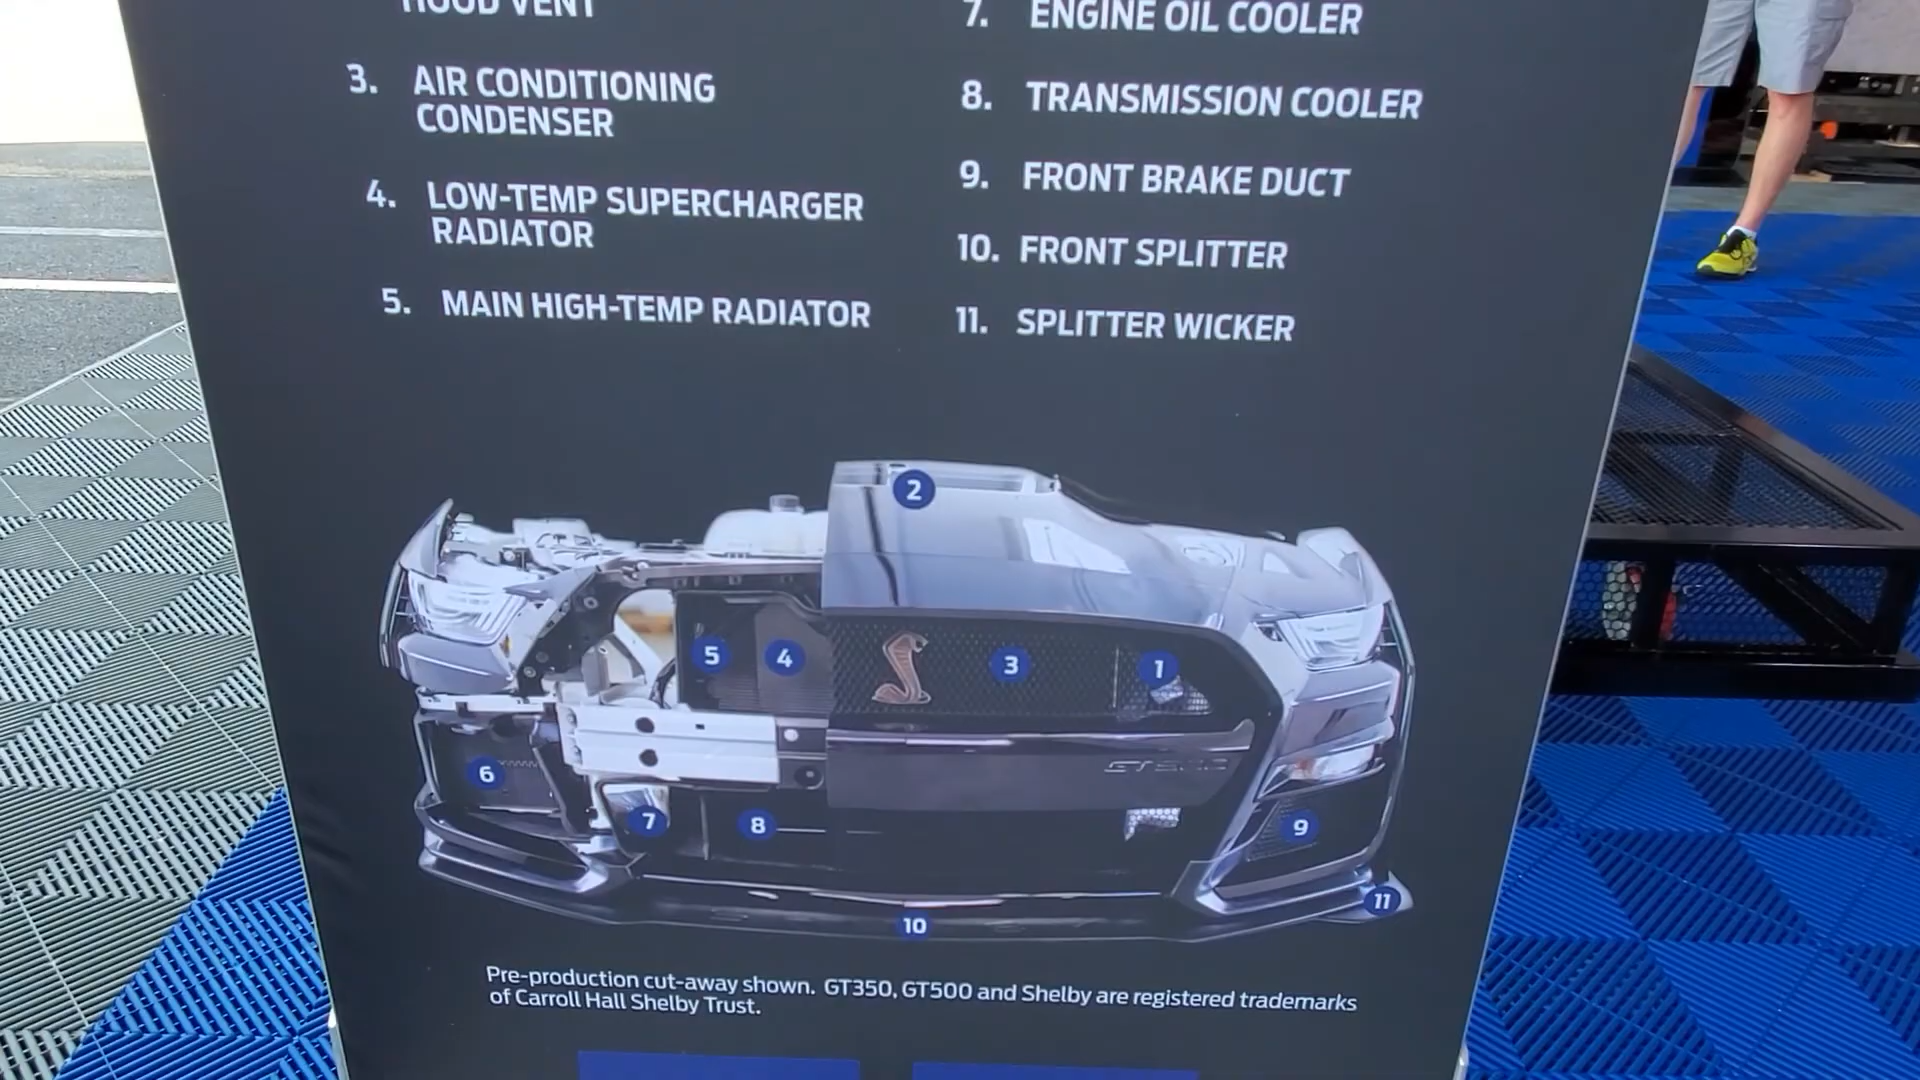 HOOD VENT
3. AIR CONDITIONING
CONDENSER
4. LOW-TEMP SUPERCHARGER
RADIATOR
5. MAIN HIGH-TEMP RADIATOR
7. ENGINE OIL COOLER
8. TRANSMISSION COOLER
9. FRONT BRAKE DUCT
10. FRONT SPLITTER
11. SPLITTER WICKER
2
5
4
3
1
GT500
6
7
8
9
11
10
Pre-production cut-away shown. GT350, GT500 and Shelby are registered trademarks
of Carroll Hall Shelby Trust.